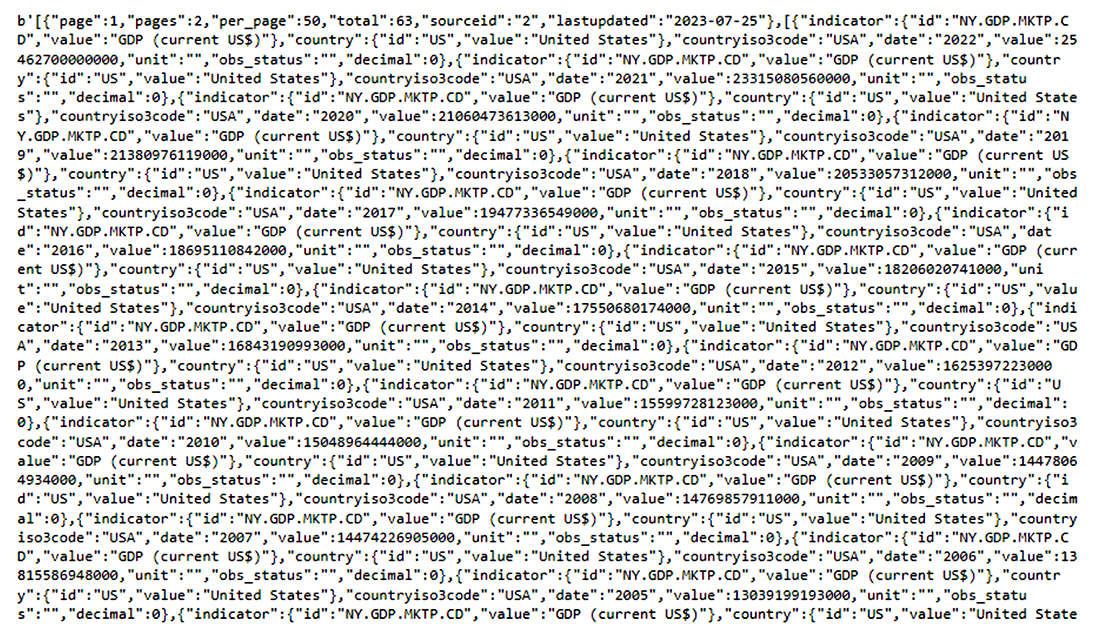 b'[{"page":1,"pages":2,"per_page":50,"total":63,"sourceid":"2","lastupdated":"2023-07-25"},[{"indicator":{"id":"NY.GDP.MKTP.C
D","value":"GDP (current US$)"},"country":{"id":"US","value":"United States"},"countryiso3code":"USA","date":"2022","value":25
462700000000,"unit":"","obs_status":"","decimal":0},{"indicator":{"id":"NY.GDP.MKTP.CD","value":"GDP (current US$)"},"countr
y":{"id":"US","value":"United States"},"countryiso3code":"USA","date":"2021","value":23315080560000,"unit":"","obs_statu
s":"","decimal":0},{"indicator":{"id":"NY.GDP.MKTP.CD","value":"GDP (current US$)"},"country":{"id":"US","value":"United State
s"},"countryiso3code":"USA","date":"2020","value":21060473613000,"unit":"","obs_status":"","decimal":0},{"indicator":{"id":"N
Y.GDP.MKTP.CD","value":"GDP (current US$)"},"country":{"id":"US","value":"United States"},"countryiso3code":"USA","date":"201
9","value":21380976119000,"unit":"","obs_status":"","decimal":0},{"indicator":{"id":"NY.GDP.MKTP.CD","value":"GDP (current US
$)"},"country":{"id":"US","value":"United States"},"countryiso3code":"USA","date":"2018","value":20533057312000,"unit":"","obs
_status":"","decimal":0},{"indicator":{"id":"NY.GDP.MKTP.CD","value":"GDP (current US$)"},"country":{"id":"US","value":"United
States"},"countryiso3code":"USA","date":"2017","value":19477336549000,"unit":"","obs_status":"","decimal":0},{"indicator":{"i
d":"NY.GDP.MKTP.CD","value":"GDP (current US$)"},"country":{"id":"US","value":"United States"},"countryiso3code":"USA","dat
e":"2016","value":18695110842000,"unit":"","obs_status":"","decimal":0},{"indicator":{"id":"NY.GDP.MKTP.CD","value":"GDP (curr
ent US$)"},"country":{"id":"US","value":"United States"},"countryiso3code":"USA","date":"2015","value":18206020741000,"uni
t":"","obs_status":"","decimal":0},{"indicator":{"id":"NY.GDP.MKTP.CD","value":"GDP (current US$)"},"country":{"id":"US","valu
e":"United States"},"countryiso3code":"USA","date":"2014","value":17550680174000,"unit":"","obs_status":"","decimal":0},{"indi
cator":{"id":"NY.GDP.MKTP.CD","value":"GDP (current US$)"},"country":{"id":"US","value":"United States"},"countryiso3code":"US
A","date":"2013","value":16843190993000,"unit":"","obs_status":"","decimal":0},{"indicator":{"id":"NY.GDP.MKTP.CD","value":"GD
P (current US$)"},"country":{"id":"US","value":"United States"},"countryiso3code":"USA","date":"2012","value":1625397223000
0,"unit":"","obs_status":"","decimal":0},{"indicator":{"id":"NY.GDP.MKTP.CD","value":"GDP (current US$)"},"country":{"id":"U
S","value":"United States"},"countryiso3code":"USA","date":"2011","value":15599728123000,"unit":"","obs_status":"","decimal":
0},{"indicator":{"id":"NY.GDP.MKTP.CD","value":"GDP (current US$)"},"country":{"id":"US","value":"United States"},"countryiso3
code":"USA","date":"2010","value":15048964444000,"unit":"","obs_status":"","decimal":0},{"indicator":{"id":"NY.GDP.MKTP.CD","v
alue":"GDP (current US$)"},"country":{"id":"US","value":"United States"},"countryiso3code":"USA","date":"2009","value":1447806
4934000,"unit":"","obs_status":"","decimal":0},{"indicator":{"id":"NY.GDP.MKTP.CD","value":"GDP (current US$)"},"country":{"i
d":"US","value":"United States"},"countryiso3code":"USA","date":"2008","value":14769857911000,"unit":"","obs_status":"","decim
al":0},{"indicator":{"id":"NY.GDP.MKTP.CD","value":"GDP (current US$)"},"country":{"id":"US","value":"United States"},"country
iso3code":"USA","date":"2007","value":14474226905000,"unit":"","obs_status":"","decimal":0},{"indicator":{"id":"NY.GDP.MKTP.C
D","value":"GDP (current US$)"},"country":{"id":"US","value":"United States"},"countryiso3code":"USA","date":"2006","value":13
815586948000,"unit":"","obs_status":"","decimal":0},{"indicator":{"id":"NY.GDP.MKTP.CD","value":"GDP (current US$)"},"countr
y":{"id":"US","value":"United States"},"countryiso3code":"USA","date":"2005","value":13039199193000,"unit":"","obs_statu
s":"","decimal":0},{"indicator":{"id":"NY.GDP.MKTP.CD","value":"GDP (current US$)"},"country":{"id":"US","value":"United State